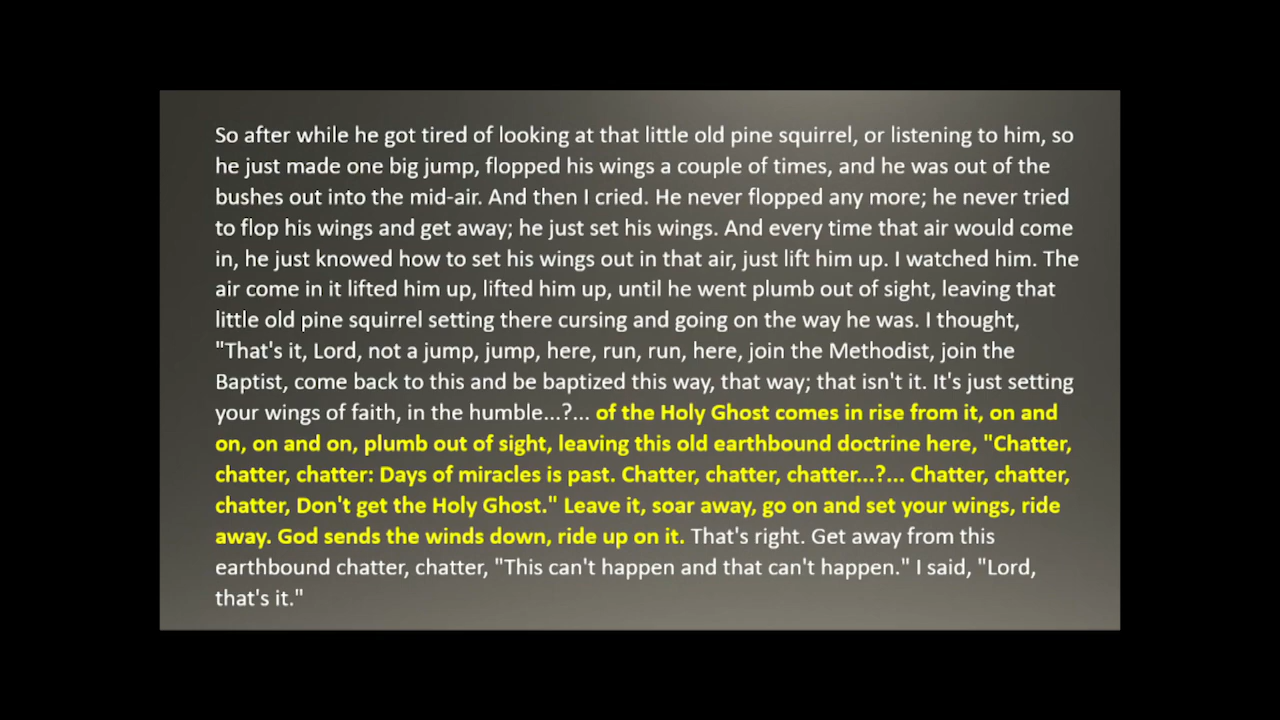 So after while he got tired of looking at that little old pine squirrel, or listening to him, so
he just made one big jump, flopped his wings a couple of times, and he was out of the
bushes out into the mid-air. And then I cried. He never flopped any more; he never tried
to flop his wings and get away; he just set his wings. And every time that air would come
in, he just knowed how to set his wings out in that air, just lift him up. I watched him. The
air come in it lifted him up, lifted him up, until he went plumb out of sight, leaving that
little old pine squirrel setting there cursing and going on the way he was. I thought,
"That's it, Lord, not a jump, jump, here, run, run, here, join the Methodist, join the
Baptist, come back to this and be baptized this way, that way; that isn't it. It's just setting
your wings of faith, in the humble...?... of the Holy Ghost comes in rise from it, on and
on, on and on, plumb out of sight, leaving this old earthbound doctrine here, "Chatter,
chatter, chatter: Days of miracles is past. Chatter, chatter, chatter...?... Chatter, chatter,
chatter, Don't get the Holy Ghost." Leave it, soar away, go on and set your wings, ride
away. God sends the winds down, ride up on it. That's right. Get away from this
earthbound chatter, chatter, "This can't happen and that can't happen." I said, "Lord,
that's it."